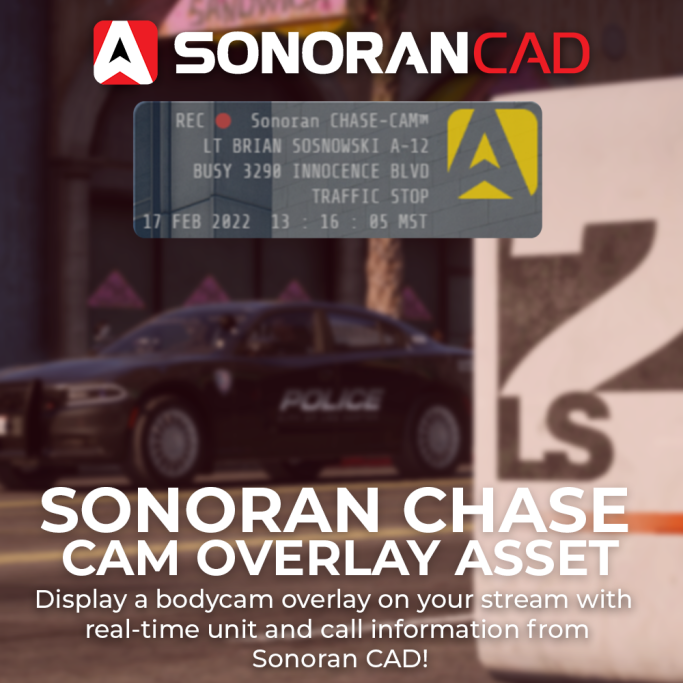 SANDWICH
SONORANCAD
REC Sonoran CHASE-CAM™
LT BRIAN SOSNOWSKI A-12
BUSY 3290 INNOCENCE BLVD
TRAFFIC STOP
17 FEB 2022 13 : 16 : 05 MST
POLICE
Z
LS
SONORAN CHASE
CAM OVERLAY ASSET
Display a bodycam overlay on your stream with
real-time unit and call information from
Sonoran CAD!